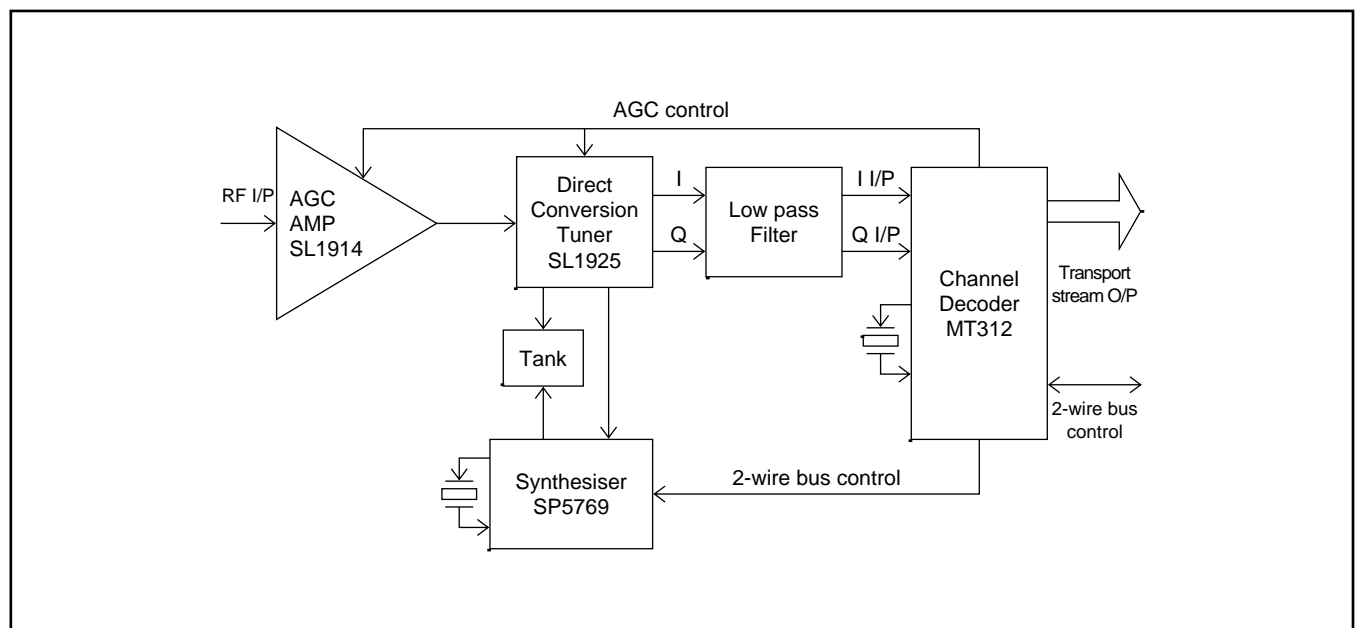 AGC control
RF I/P
AGC
AMP
SL1914
Direct
Conversion
Tuner
SL1925
I
Q
Low pass
Filter
I I/P
Q I/P
Channel
Decoder
MT312
Transport
stream O/P
Tank
2-wire bus
control
Synthesiser
SP5769
2-wire bus control